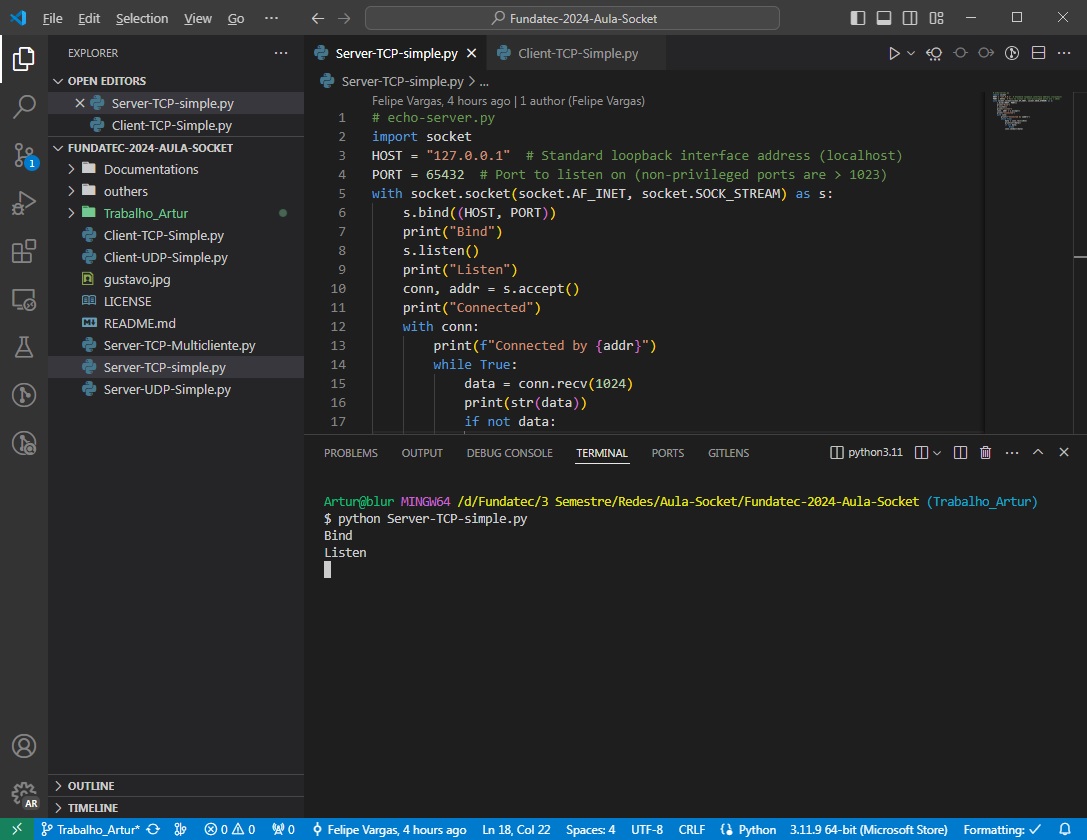 File Edit Selection View Go ··· Fundatec-2024-Aula-Socket
EXPLORER ···
OPEN EDITORS
Server-TCP-simple.py
Client-TCP-Simple.py
FUNDATEC-2024-AULA-SOCKET
Documentations
outhers
Trabalho_Artur
Client-TCP-Simple.py
Client-UDP-Simple.py
gustavo.jpg
LICENSE
README.md
Server-TCP-Multicliente.py
Server-TCP-simple.py
Server-UDP-Simple.py
OUTLINE
TIMELINE
1
AR
Server-TCP-simple.py Client-TCP-Simple.py
Server-TCP-simple.py > ...
Felipe Vargas, 4 hours ago | 1 author (Felipe Vargas)
1 # echo-server.py
2 import socket
3 HOST = "127.0.0.1"  # Standard loopback interface address (localhost)
4 PORT = 65432  # Port to listen on (non-privileged ports are > 1023)
5 with socket.socket(socket.AF_INET, socket.SOCK_STREAM) as s:
6 s.bind((HOST, PORT))
7 print("Bind")
8 s.listen()
9 print("Listen")
10 conn, addr = s.accept()
11 print("Connected")
12 with conn:
13 print(f"Connected by {addr}")
14 while True:
15 data = conn.recv(1024)
16 print(str(data))
17 if not data:
PROBLEMS OUTPUT DEBUG CONSOLE TERMINAL PORTS GITLENS python3.11 ···
Artur@blur MINGW64 /d/Fundatec/3 Semestre/Redes/Aula-Socket/Fundatec-2024-Aula-Socket (Trabalho_Artur)
$ python Server-TCP-simple.py
Bind
Listen
Trabalho_Artur* 0 0 0 Felipe Vargas, 4 hours ago Ln 18, Col 22 Spaces: 4 UTF-8 CRLF Python 3.11.9 64-bit (Microsoft Store) Formatting: ✓